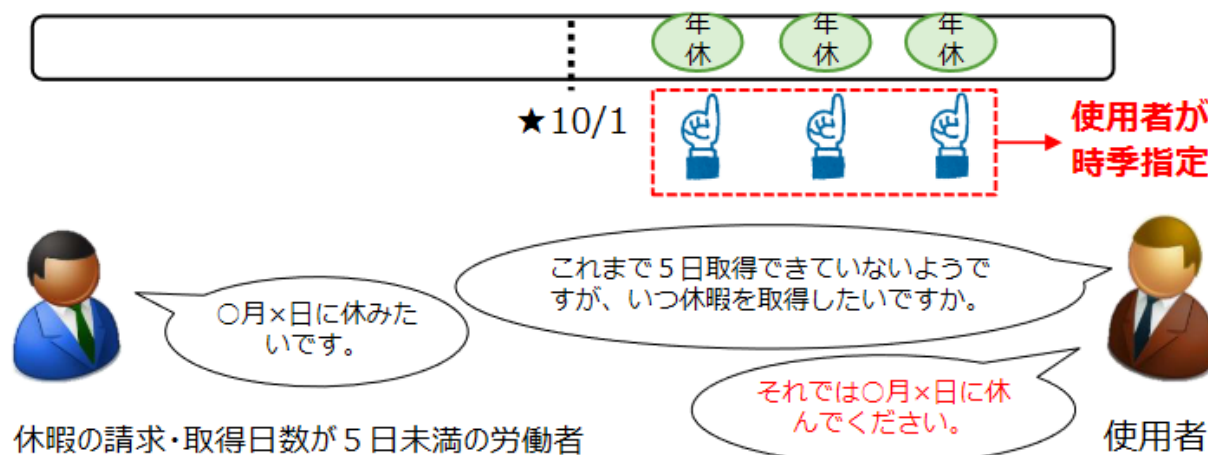 年
休
年
休
年
休
★10/1
使用者が
時季指定
これまで５日取得できていないようで
すが、いつ休暇を取得したいですか。
○月×日に休みた
いです。
それでは○月×日に休
んでください。
休暇の請求・取得日数が５日未満の労働者
使用者